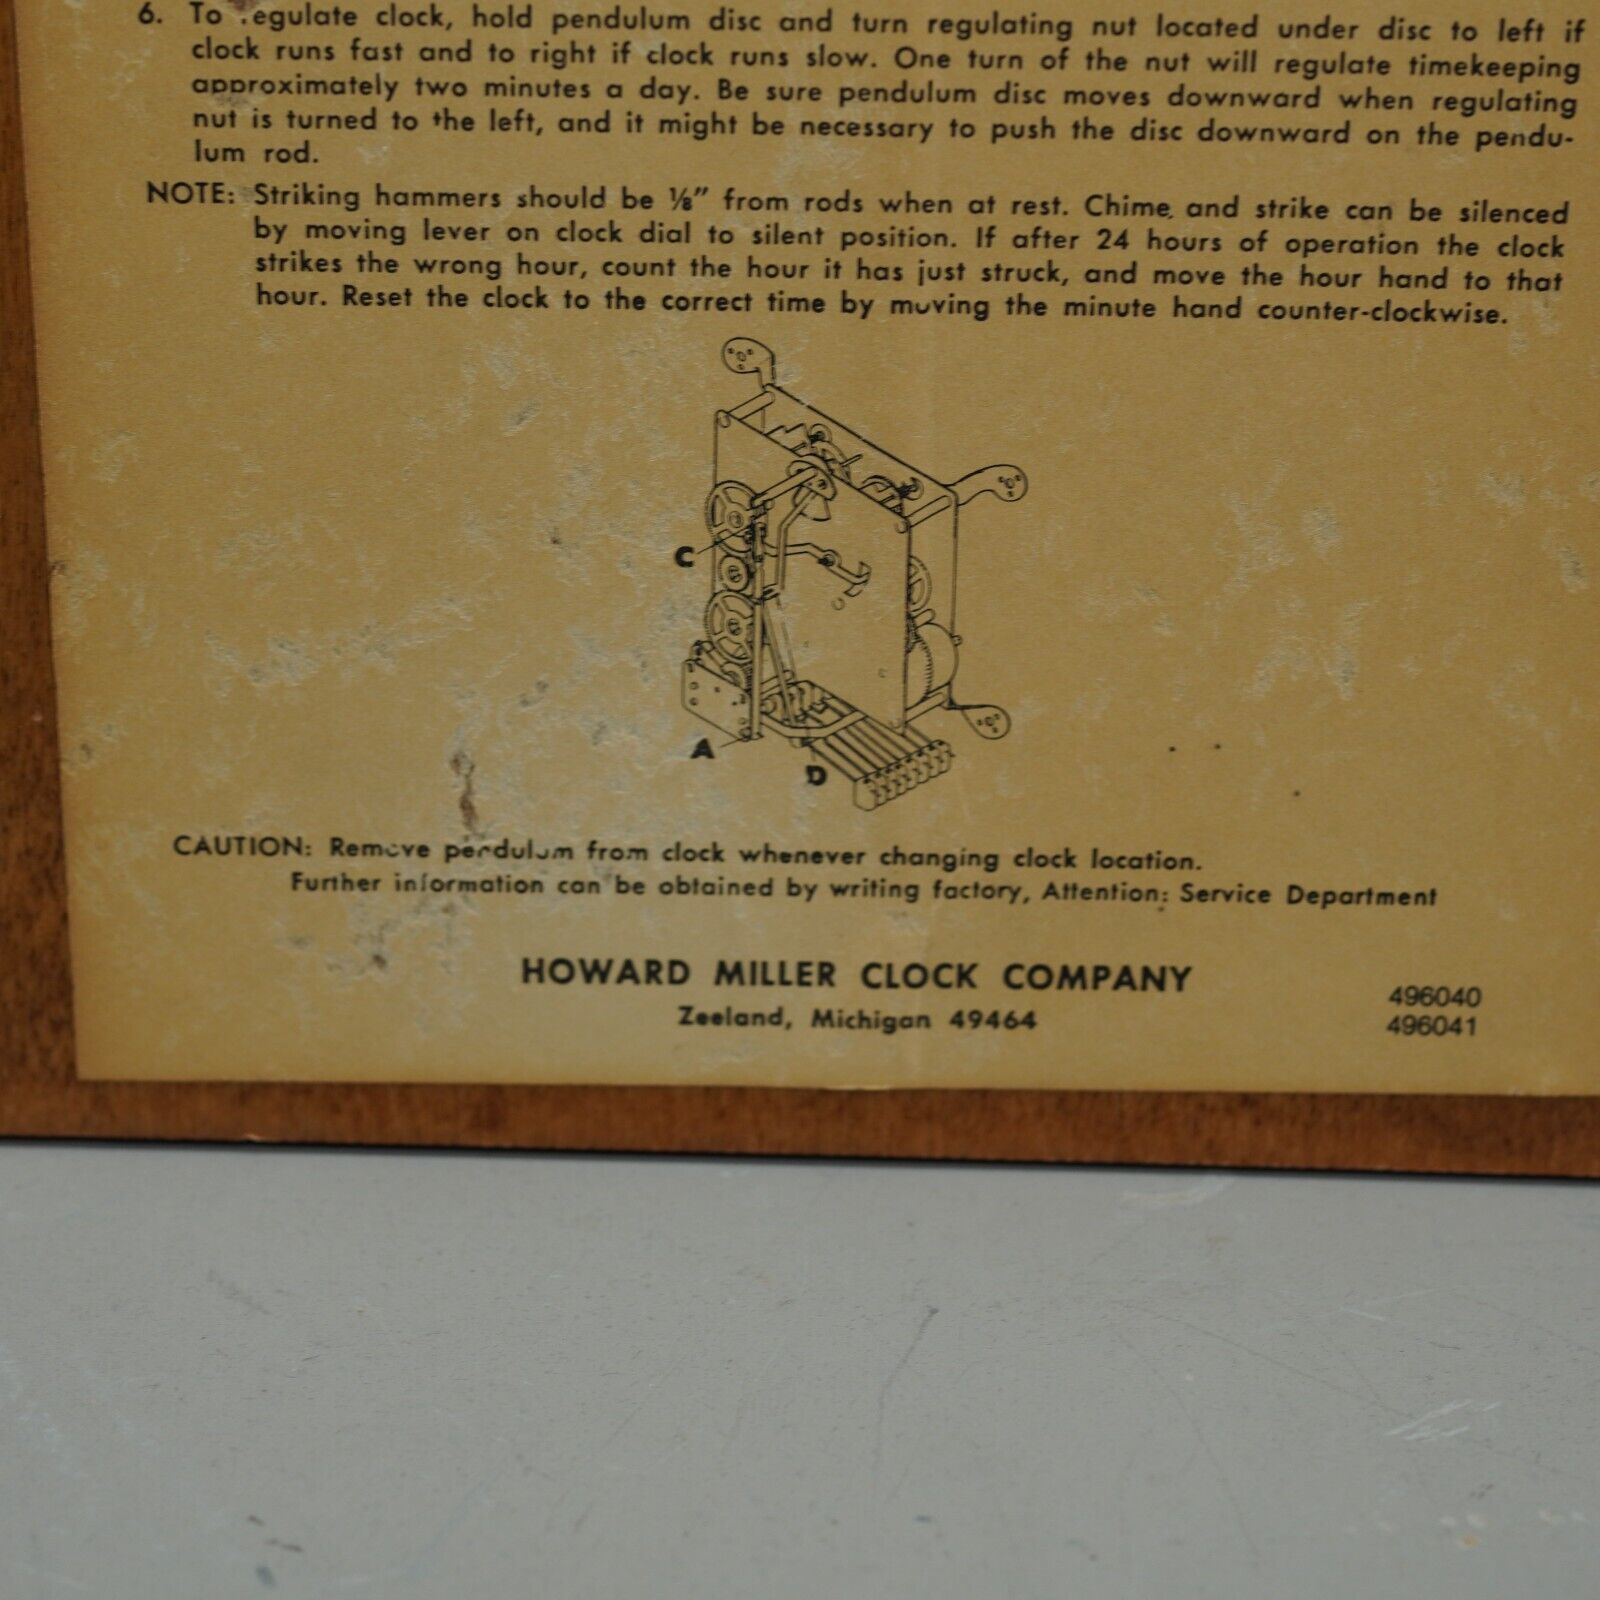 6. To regulate clock, hold pendulum disc and turn regulating nut located under disc to left if
clock runs fast and to right if clock runs slow. One turn of the nut will regulate timekeeping
approximately two minutes a day. Be sure pendulum disc moves downward when regulating
nut is turned to the left, and it might be necessary to push the disc downward on the pendu-
lum rod.
NOTE: Striking hammers should be ⅛" from rods when at rest. Chime and strike can be silenced
by moving lever on clock dial to silent position. If after 24 hours of operation the clock
strikes the wrong hour, count the hour it has just struck, and move the hour hand to that
hour. Reset the clock to the correct time by moving the minute hand counter-clockwise.
C
A
D
CAUTION: Remove pendulum from clock whenever changing clock location.
Further information can be obtained by writing factory, Attention: Service Department
HOWARD MILLER CLOCK COMPANY
Zeeland, Michigan 49464
496040
496041